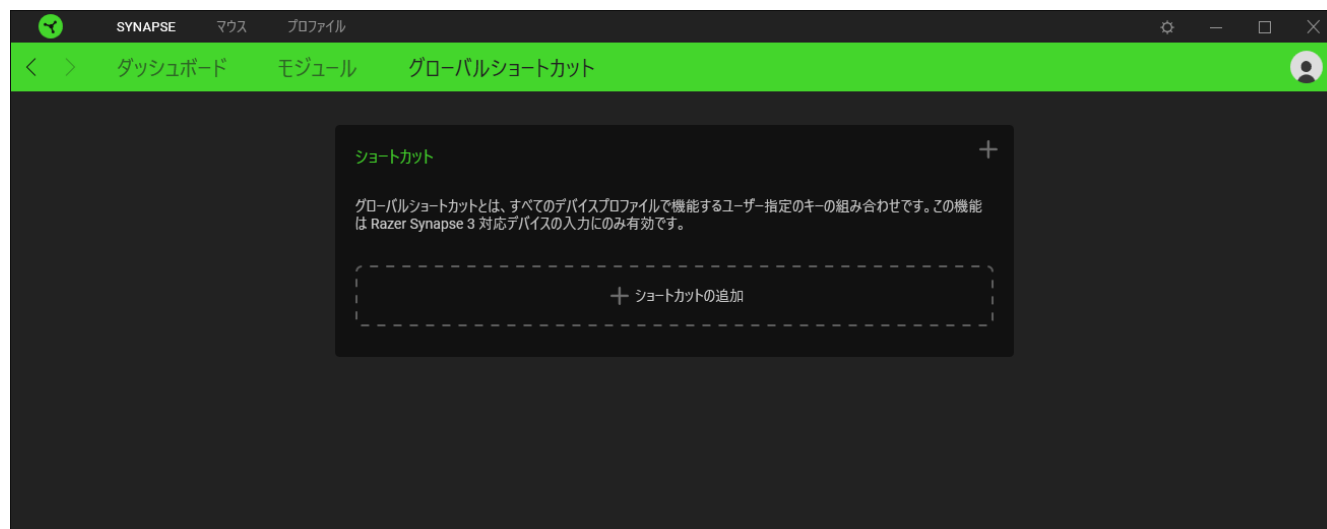 SYNAPSE マウス プロファイル
ダッシュボード モジュール グローバルショートカット
ショートカット
グローバルショートカットとは、すべてのデバイスプロファイルで機能するユーザー指定のキーの組み合わせです。この機能
は Razer Synapse 3 対応デバイスの入力にのみ有効です。
ショートカットの追加